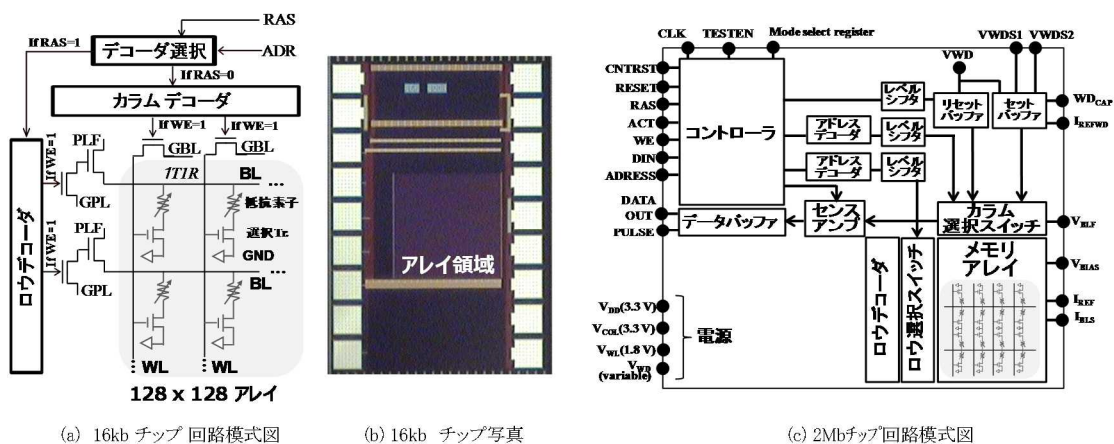 RAS
If RAS=1
デコーダ選択
ADR
If RAS=0
カラム デコーダ
If WE=1
If WE=1
GBL
GBL
ロウデコーダ
If WE=1
PLF
GPL
1T1R
BL
抵抗素子
選択Tr.
GND
If WE=1
PLF
GPL
BL
WL
WL
128 x 128 アレイ
(a) 16kb チップ 回路模式図
アレイ領域
(b) 16kb チップ写真
CLK
TESTEN
Mode select register
VWDS1
VWDS2
VWD
CNTRST
RESET
RAS
ACT
WE
DIN
ADRESS
DATA
OUT
PULSE
コントローラ
レベル
シフタ
リセット
バッファ
セット
バッファ
WDCAP
IREFWD
アドレス
デコーダ
レベル
シフタ
アドレス
デコーダ
レベル
シフタ
データバッファ
センス
アンプ
カラム
選択スイッチ
VBLF
ロウデコーダ
ロウ選択スイッチ
メモリ
アレイ
VBIAS
IREF
IBLS
VDD(3.3 V)
VCOL(3.3 V)
VWL(1.8 V)
VWD
(variable)
電源
(c) 2Mbチップ回路模式図